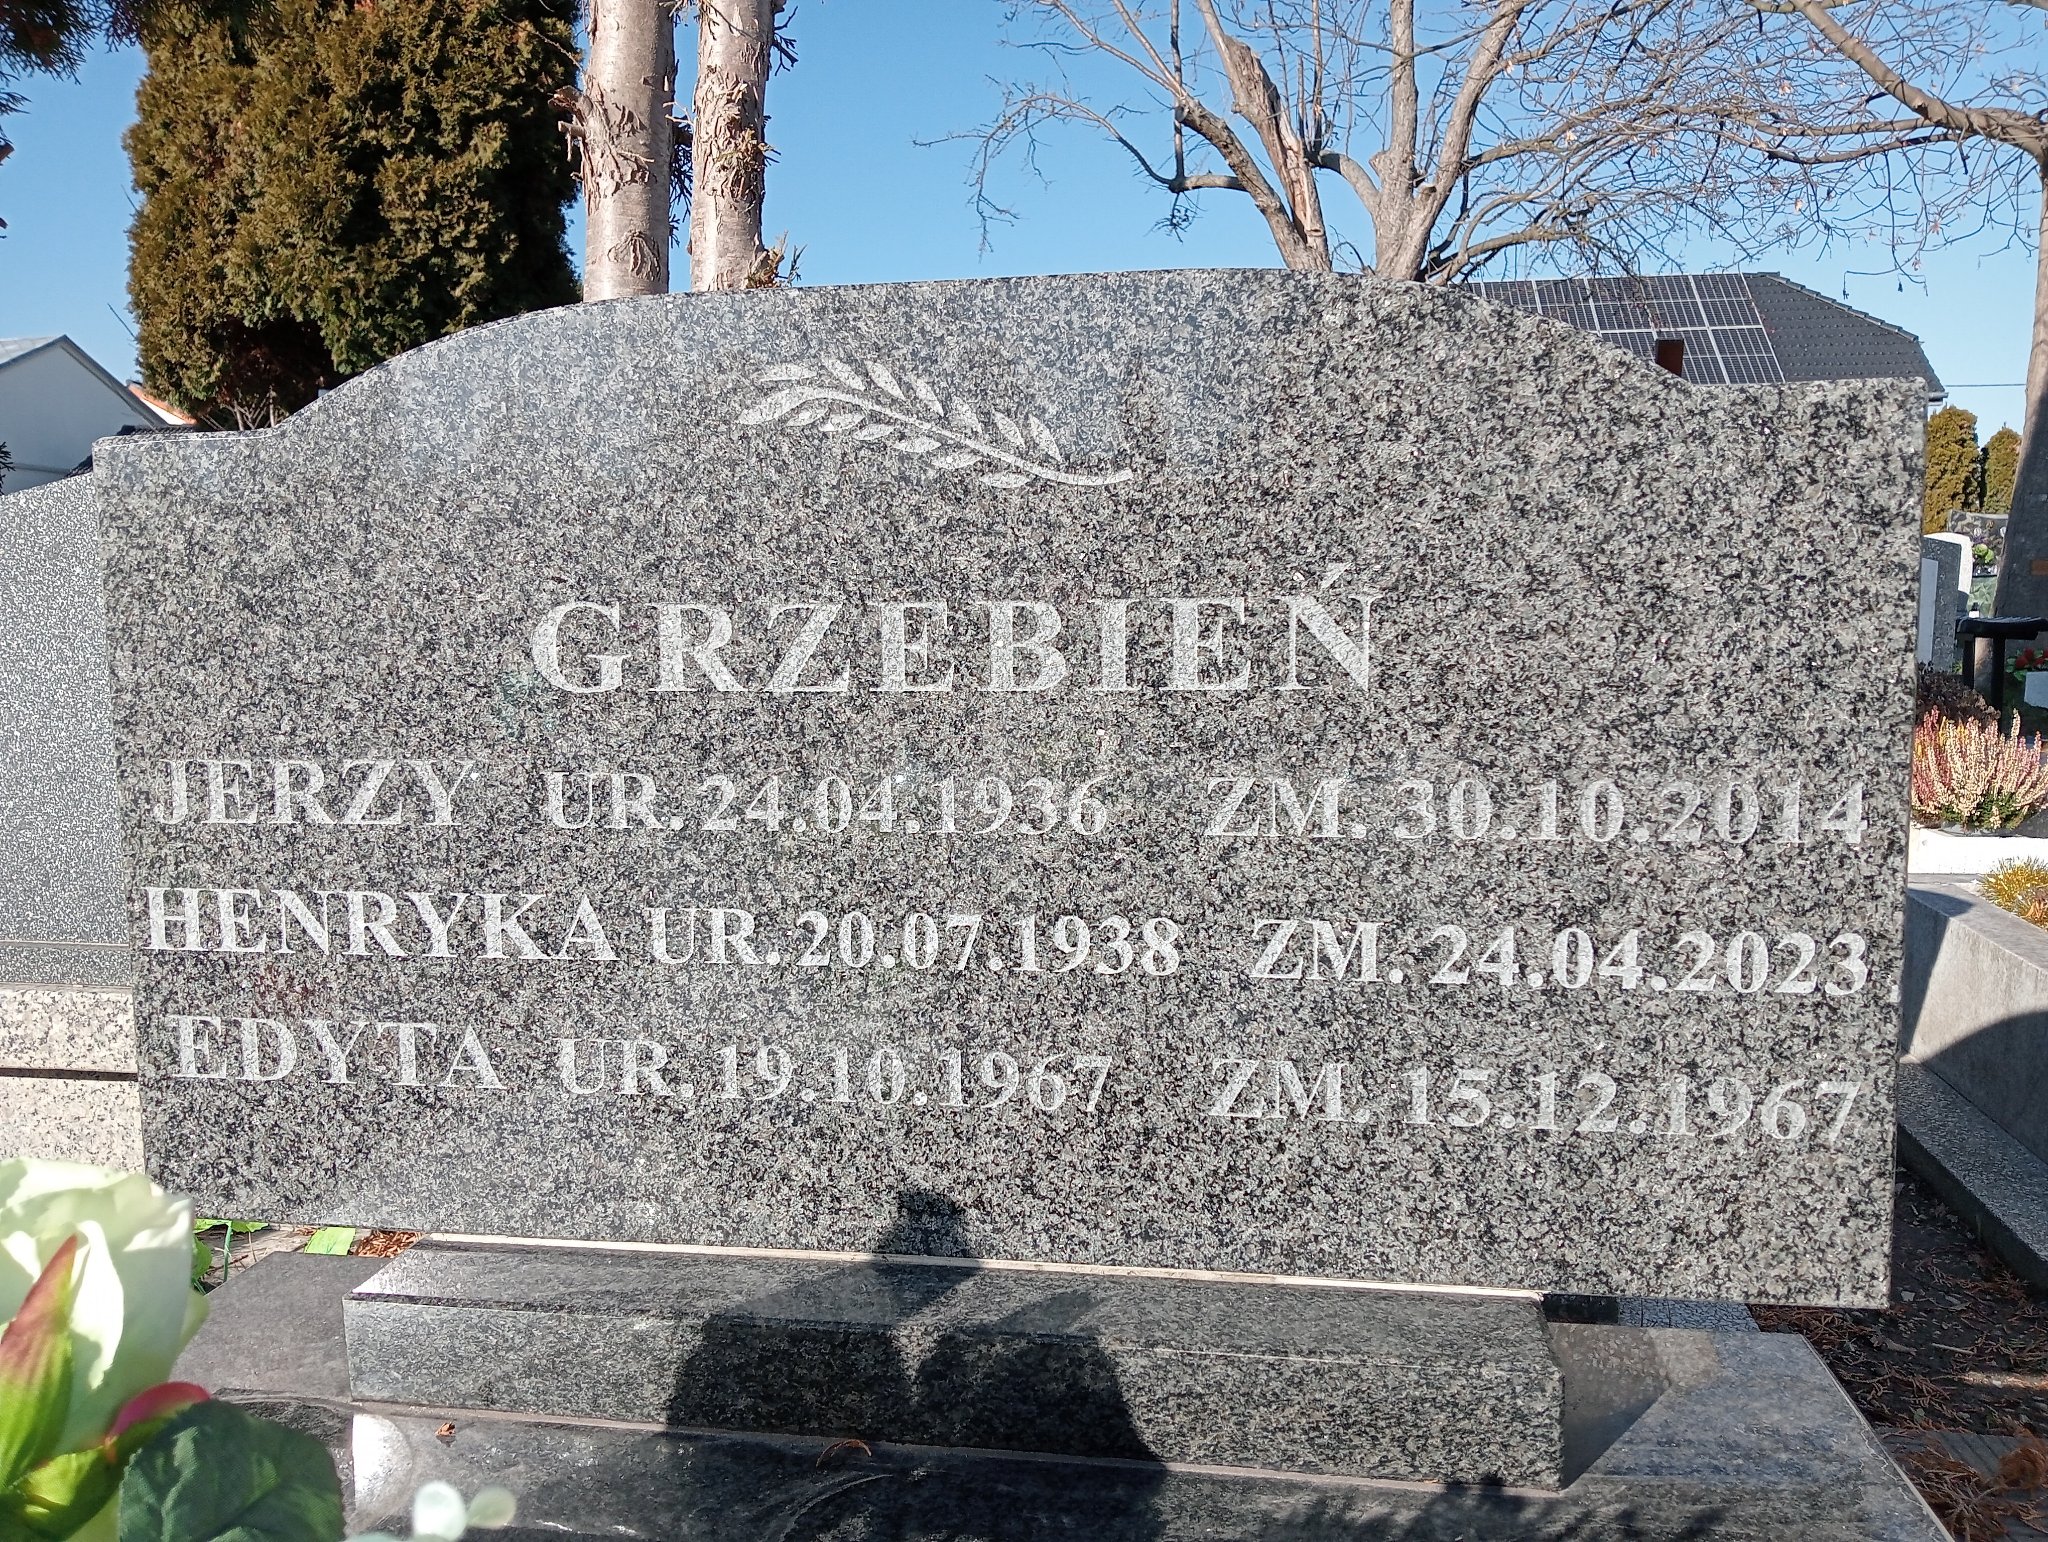 GRZEBIEŃ
JERZY UR. 24.04.1936 ZM. 30.10.2014
HENRYKA UR. 20.07.1938 ZM. 24.04.2023
EDYTA UR. 19.10.1967 ZM. 15.12.1967